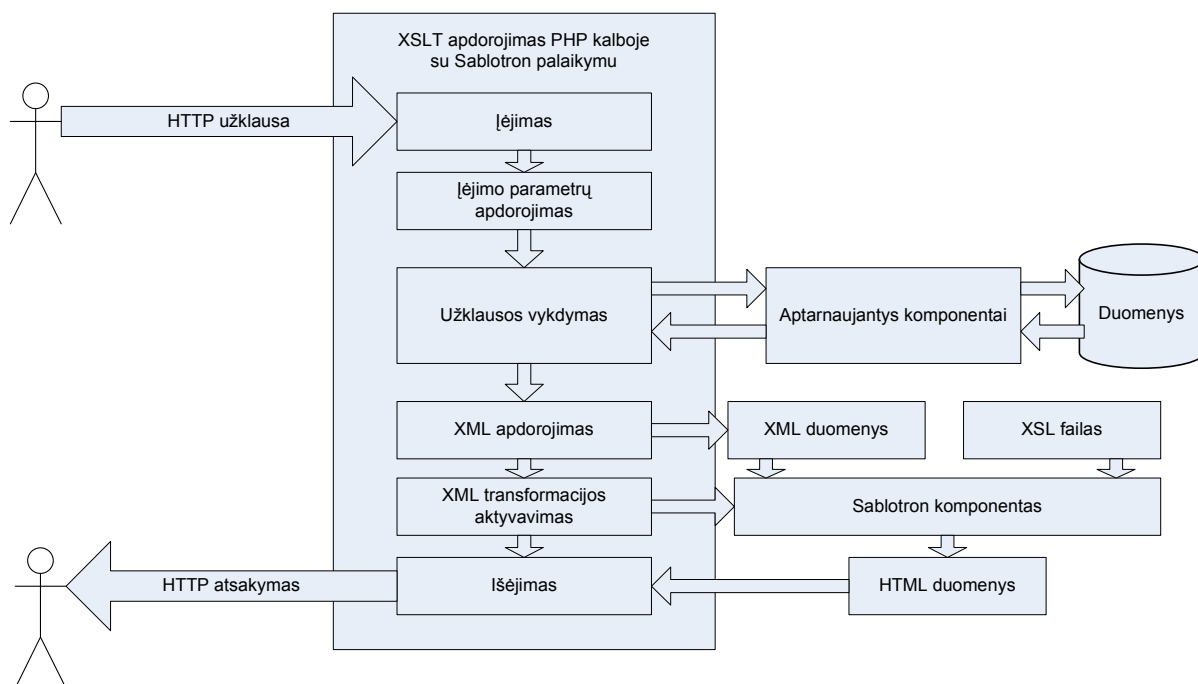 XSLT apdorojimas PHP kalboje
su Sablotron palaikymu
HTTP užklausa
Įėjimas
Įėjimo parametrų
apdorojimas
Užklausos vykdymas
Aptarnaujantys komponentai
Duomenys
XML apdorojimas
XML duomenys
XSL failas
XML transformacijos
aktyvavimas
Sablotron komponentas
HTTP atsakymas
Išėjimas
HTML duomenys